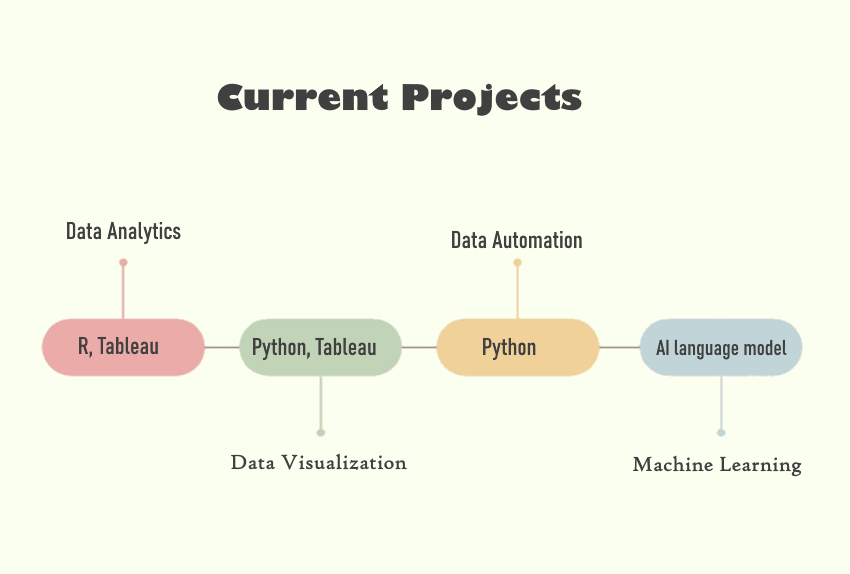 Current Projects
Data Analytics
Data Automation
R, Tableau
Python, Tableau
Python
AI language model
Data Visualization
Machine Learning